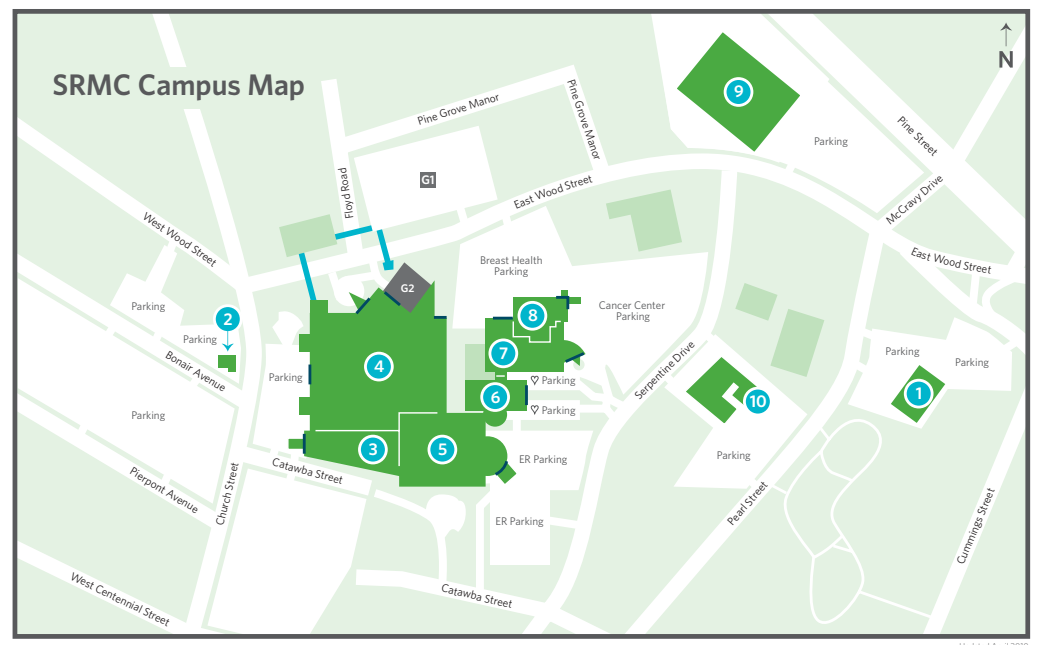 SRMC Campus Map
N
9
Pine Grove Manor
Pine Grove Manor
Pine Street
Parking
G1
Floyd Road
East Wood Street
McCravy Drive
West Wood Street
East Wood Street
Breast Health
Parking
G2
Cancer Center
Parking
Parking
2
8
Parking
Bonair Avenue
7
Parking
Parking
Serpentine Drive
4
Parking
♡ Parking
1
6
10
♡ Parking
Parking
3
5
ER Parking
Parking
Catawba Street
Pierpont Avenue
Church Street
Pearl Street
ER Parking
Cummings Street
West Centennial Street
Catawba Street
Updated April 2019